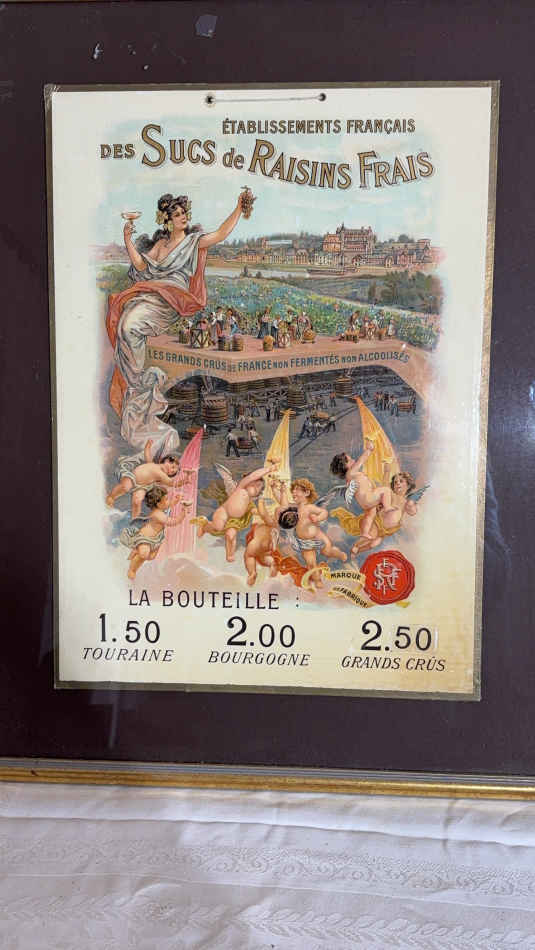 ÉTABLISSEMENTS FRANÇAIS
DES SUCS de RAISINS FRAIS
LES GRANDS CRUS DE FRANCE NON FERMENTÉS NON ALCOOLISÉS
MARQUE
DE FABRIQUE
LA BOUTEILLE :
1.50 2.00 2.50
TOURAINE BOURGOGNE GRANDS CRÛS